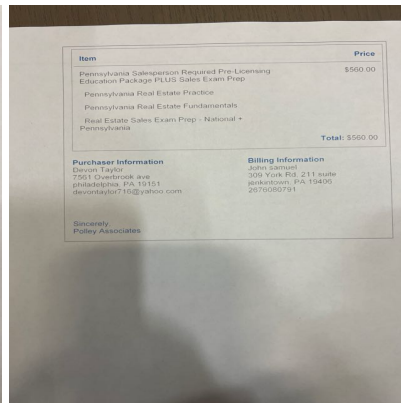 Item Price
Pennsylvania Salesperson Required Pre-Licensing $560.00
Education Package PLUS Sales Exam Prep
Pennsylvania Real Estate Practice
Pennsylvania Real Estate Fundamentals
Real Estate Sales Exam Prep - National +
Pennsylvania
Total: $560.00
Purchaser Information
Devon Taylor
7561 Overbrook ave
philadelphia, PA 19151
devontaylor716@yahoo.com
Billing Information
John samuel
309 York Rd, 211 suite
jenkintown, PA 19406
2676080791
Sincerely,
Polley Associates